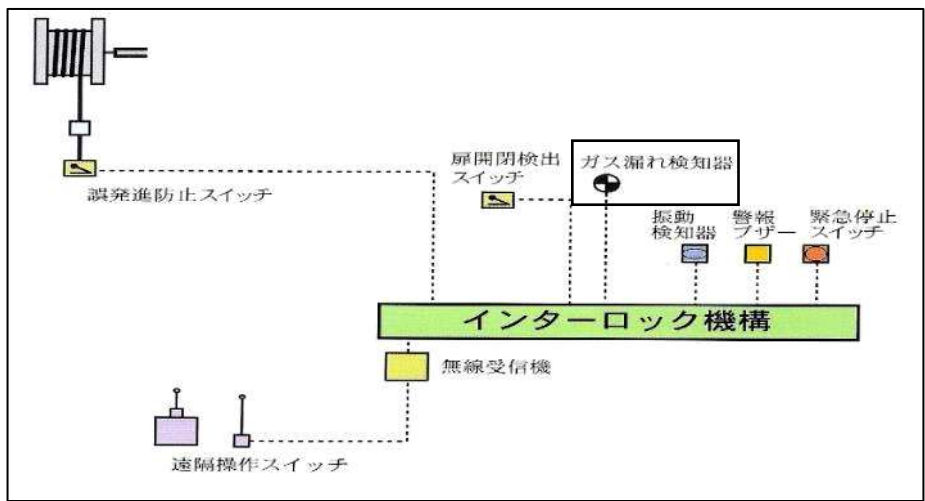 誤発進防止スイッチ
扉開閉検出
スイッチ
ガス漏れ検知器
振動
検知器
警報
ブザー
緊急停止
スイッチ
インターロック機構
無線受信機
遠隔操作スイッチ